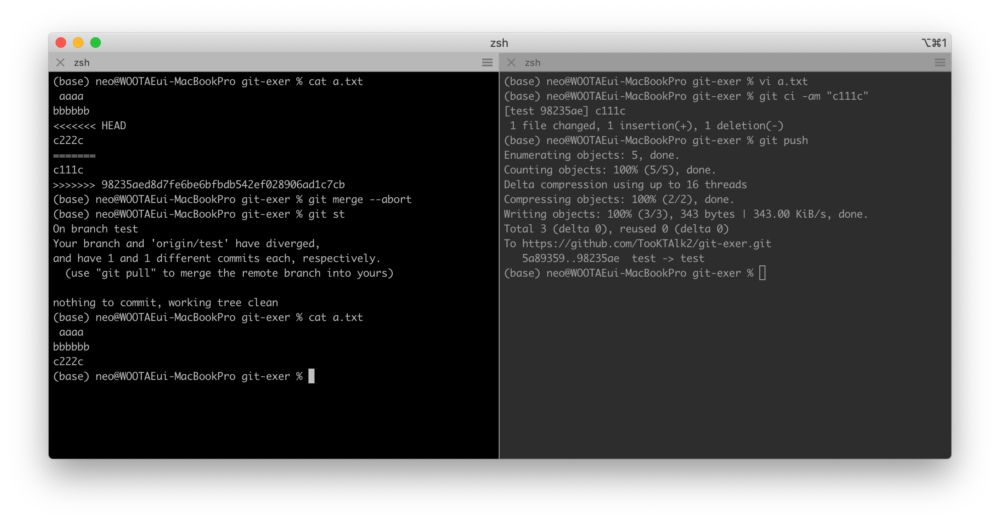 zsh
⌥⌘1
zsh
(base) neo@WOOTAEui-MacBookPro git-exer % cat a.txt
 aaaa
bbbbbb
<<<<<<< HEAD
c222c
=======
c111c
>>>>>>> 98235aed8d7fe6be6bfbdb542ef028906ad1c7cb
(base) neo@WOOTAEui-MacBookPro git-exer % git merge --abort
(base) neo@WOOTAEui-MacBookPro git-exer % git st
On branch test
Your branch and 'origin/test' have diverged,
and have 1 and 1 different commits each, respectively.
  (use "git pull" to merge the remote branch into yours)

nothing to commit, working tree clean
(base) neo@WOOTAEui-MacBookPro git-exer % cat a.txt
 aaaa
bbbbbb
c222c
(base) neo@WOOTAEui-MacBookPro git-exer %
zsh
(base) neo@WOOTAEui-MacBookPro git-exer % vi a.txt
(base) neo@WOOTAEui-MacBookPro git-exer % git ci -am "c111c"
[test 98235ae] c111c
 1 file changed, 1 insertion(+), 1 deletion(-)
(base) neo@WOOTAEui-MacBookPro git-exer % git push
Enumerating objects: 5, done.
Counting objects: 100% (5/5), done.
Delta compression using up to 16 threads
Compressing objects: 100% (2/2), done.
Writing objects: 100% (3/3), 343 bytes | 343.00 KiB/s, done.
Total 3 (delta 0), reused 0 (delta 0)
To https://github.com/TooKTAlk2/git-exer.git
   5a89359..98235ae  test -> test
(base) neo@WOOTAEui-MacBookPro git-exer %